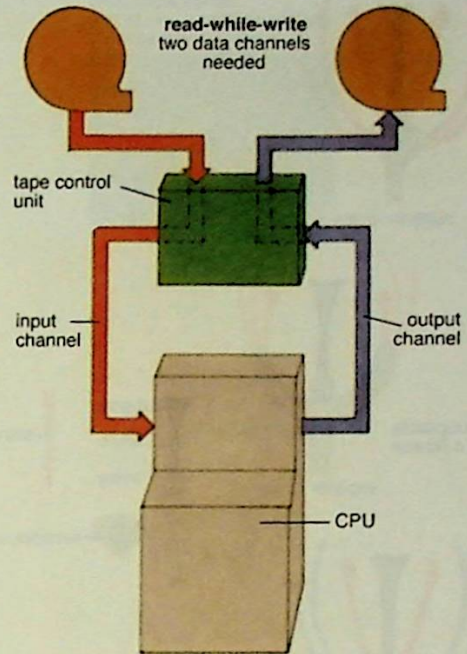 read-while-write
two data channels
needed
tape control
unit
input
channel
output
channel
CPU